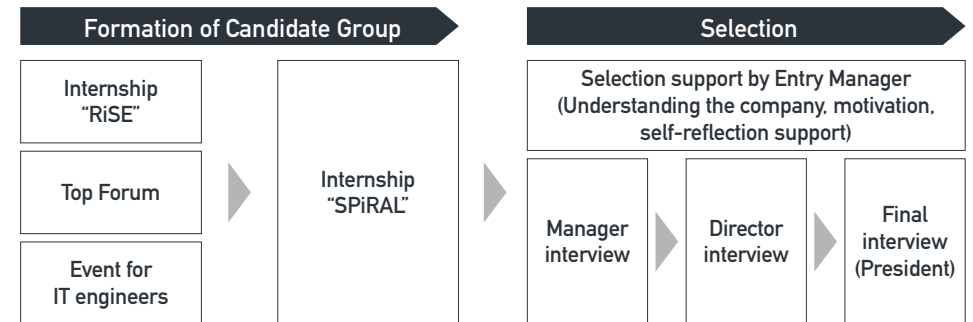 Formation of Candidate Group
Internship
“RiSE”
Top Forum
Event for
IT engineers
Internship
“SPiRAL”
Selection
Selection support by Entry Manager
(Understanding the company, motivation,
self-reflection support)
Manager
interview
Director
interview
Final
interview
(President)